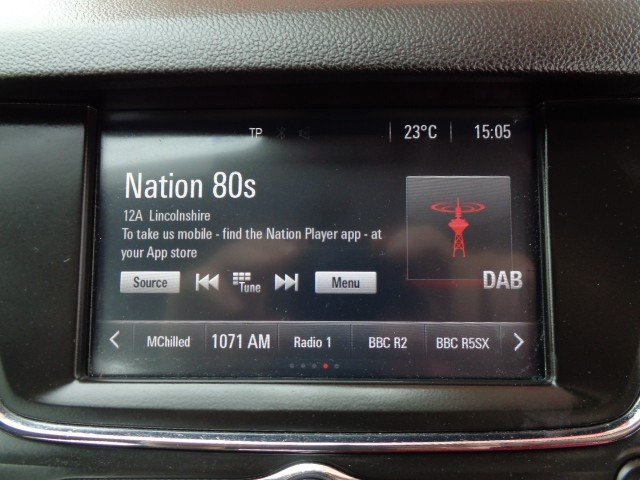 TP 23°C 15:05
Nation 80s
12A Lincolnshire
To take us mobile - find the Nation Player app - at
your App store
Source Tune Menu
DAB
MChilled 1071 AM Radio 1 BBC R2 BBC R5SX